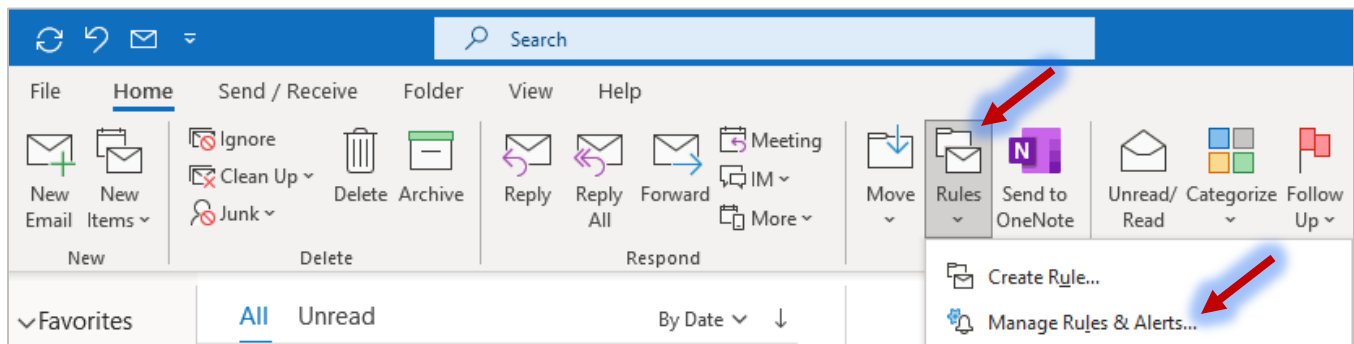 Search
File Home Send / Receive Folder View Help
Ignore
Clean Up
Junk
New Email
New Items
Delete
Archive
Reply
Reply All
Forward
Meeting
IM
More
Move
Rules
N
Send to OneNote
Unread/ Read
Categorize
Follow Up
New Delete Respond
Create Rule...
Manage Rules & Alerts...
Favorites
All Unread By Date